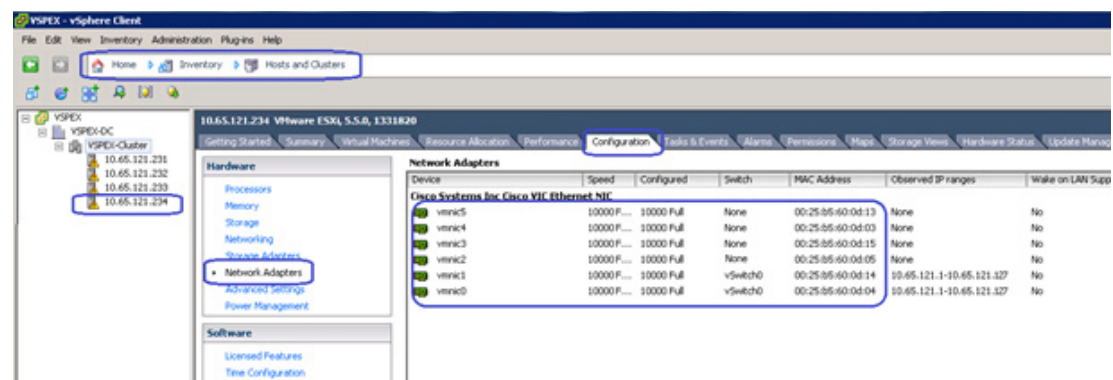 VSPEX - vSphere Client
File Edit View Inventory Administration Plug-ins Help
Home Inventory Hosts and Clusters
VSPEX
VSPEX-DC
VSPEX-Cluster
10.65.121.231
10.65.121.232
10.65.121.233
10.65.121.234
10.65.121.234 VMware ESXi, 5.5.0, 1331820
Getting Started Summary Virtual Machines Resource Allocation Performance Configuration Tasks & Events Alarms Permissions Maps Storage Views Hardware Status Update Manag
Hardware
Processors
Memory
Storage
Networking
Storage Adapters
Network Adapters
Advanced Settings
Power Management
Software
Licensed Features
Time Configuration
Network Adapters
Device Speed Configured Switch MAC Address Observed IP ranges Wake on LAN Supp
Cisco Systems Inc Cisco VIC Ethernet NIC
vmnic5 10000 F... 10000 Full None 00:25:b5:60:0d:13 None No
vmnic4 10000 F... 10000 Full None 00:25:b5:60:0d:03 None No
vmnic3 10000 F... 10000 Full None 00:25:b5:60:0d:15 None No
vmnic2 10000 F... 10000 Full None 00:25:b5:60:0d:05 None No
vmnic1 10000 F... 10000 Full vSwitch0 00:25:b5:60:0d:14 10.65.121.1-10.65.121.127 No
vmnic0 10000 F... 10000 Full vSwitch0 00:25:b5:60:0d:04 10.65.121.1-10.65.121.127 No